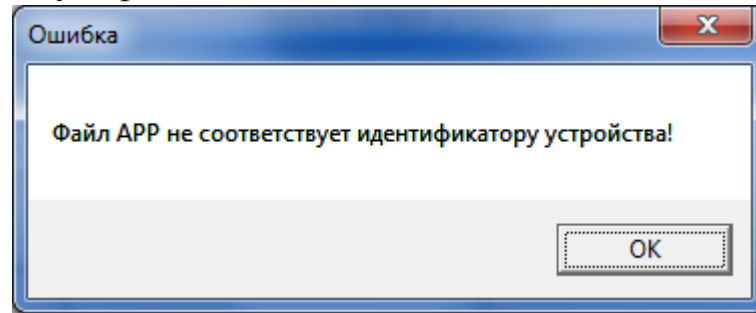 Ошибка
Файл APP не соответствует идентификатору устройства!
OK